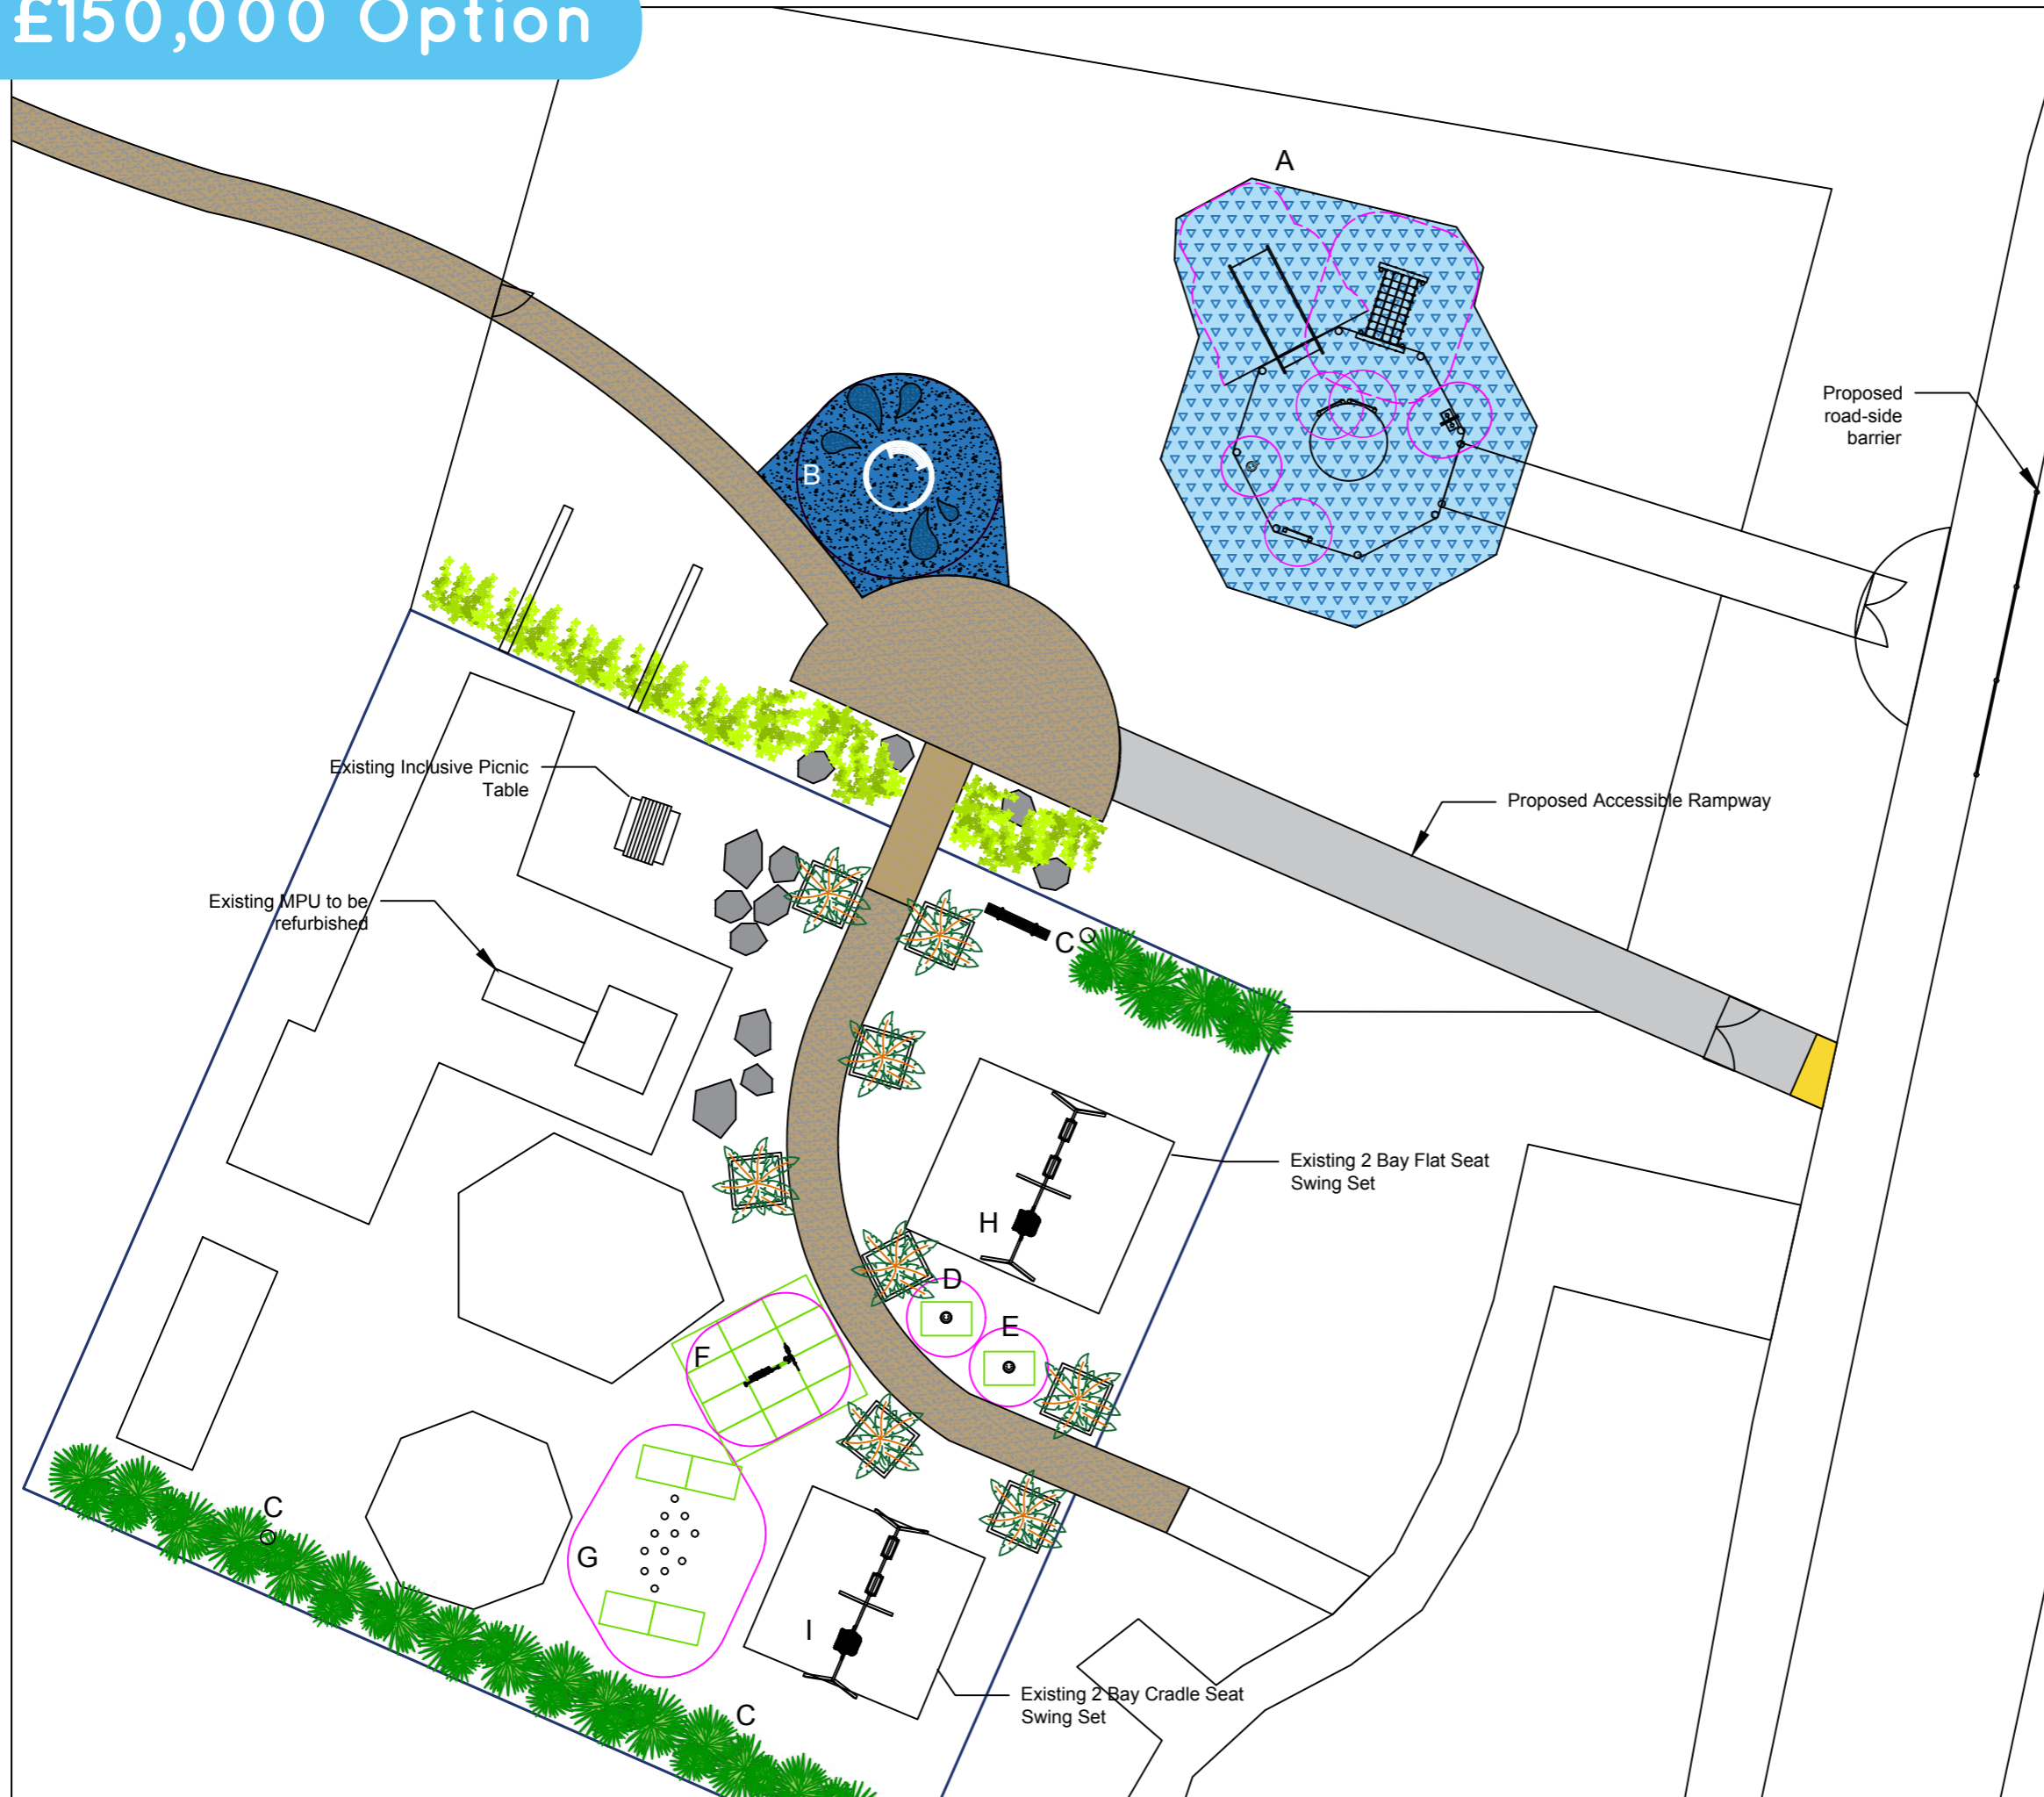 £150,000 Option
A
Proposed
road-side
barrier
B
Existing Inclusive Picnic
Table
Proposed Accessible Rampway
Existing MPU to be
refurbished
C
Existing 2 Bay Flat Seat
Swing Set
H
D
E
F
C
G
I
Existing 2 Bay Cradle Seat
Swing Set
C